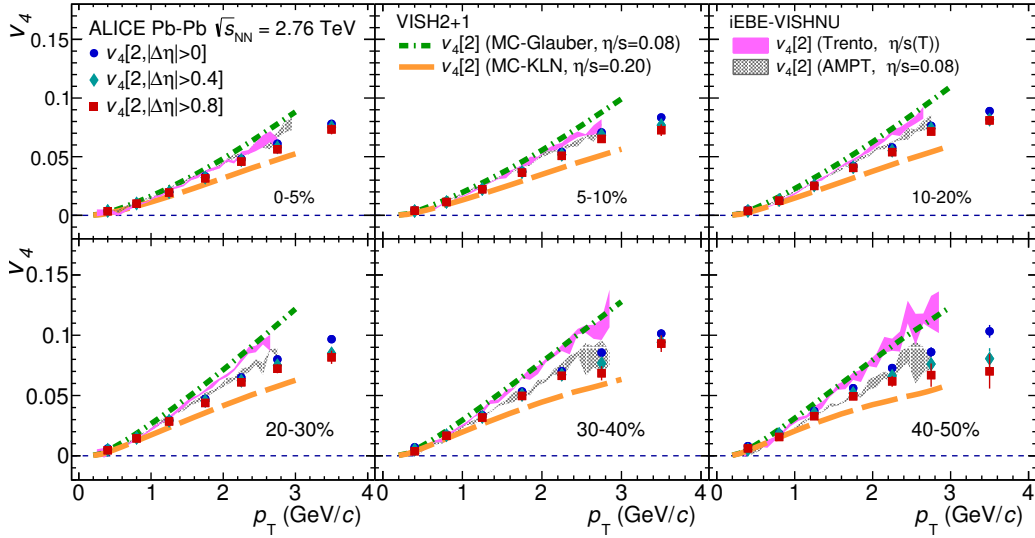 ALICE Pb-Pb √sNN = 2.76 TeV
v4[2,|Δη|>0]
v4[2,|Δη|>0.4]
v4[2,|Δη|>0.8]
VISH2+1
v4[2] (MC-Glauber, η/s=0.08)
v4[2] (MC-KLN, η/s=0.20)
iEBE-VISHNU
v4[2] (Trento, η/s(T))
v4[2] (AMPT, η/s=0.08)
v4
0.15
0.1
0.05
0
0-5%
5-10%
10-20%
v4
0.15
0.1
0.05
0
20-30%
30-40%
40-50%
0 1 2 3 4
0 1 2 3 4
0 1 2 3 4
pT (GeV/c)
pT (GeV/c)
pT (GeV/c)